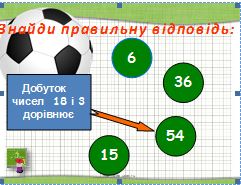 Знайди правильну відповідь:
6
36
Добуток
чисел 18 і 3
дорівнює
54
15